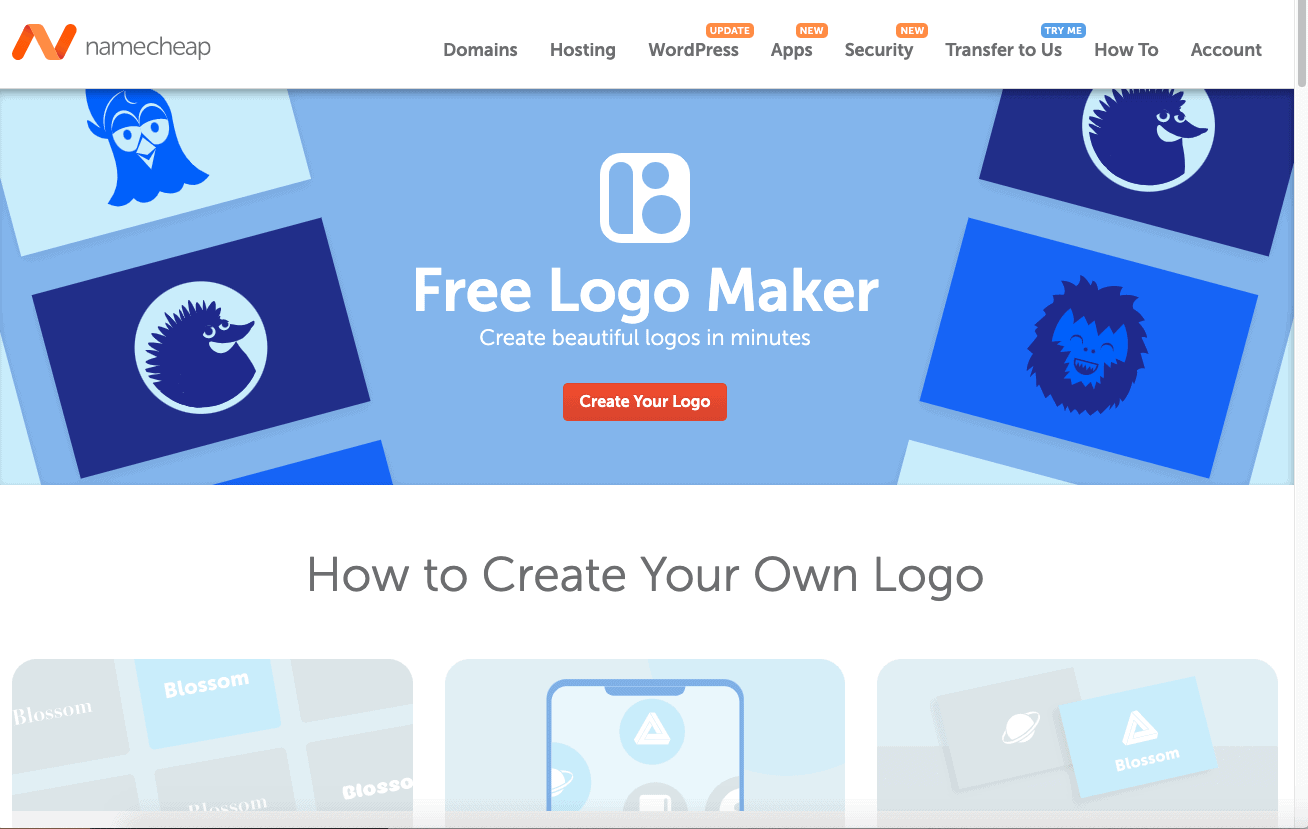 namecheap
Domains
Hosting
UPDATE
WordPress
NEW
Apps
NEW
Security
TRY ME
Transfer to Us
How To
Account
Free Logo Maker
Create beautiful logos in minutes
Create Your Logo
How to Create Your Own Logo
Blossom
Blossom
Blossom
Blosso
Blossom